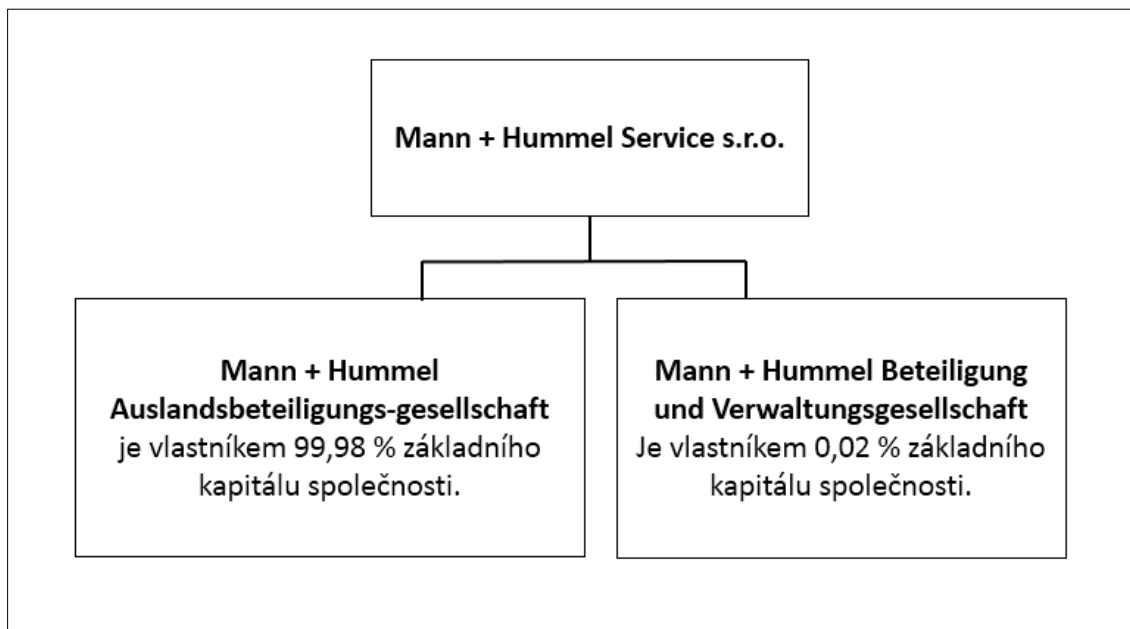 Mann + Hummel Service s.r.o.
Mann + Hummel
Auslandsbeteiligungs-gesellschaft
je vlastníkem 99,98 % základního
kapitálu společnosti.
Mann + Hummel Beteiligung
und Verwaltungsgesellschaft
Je vlastníkem 0,02 % základního
kapitálu společnosti.